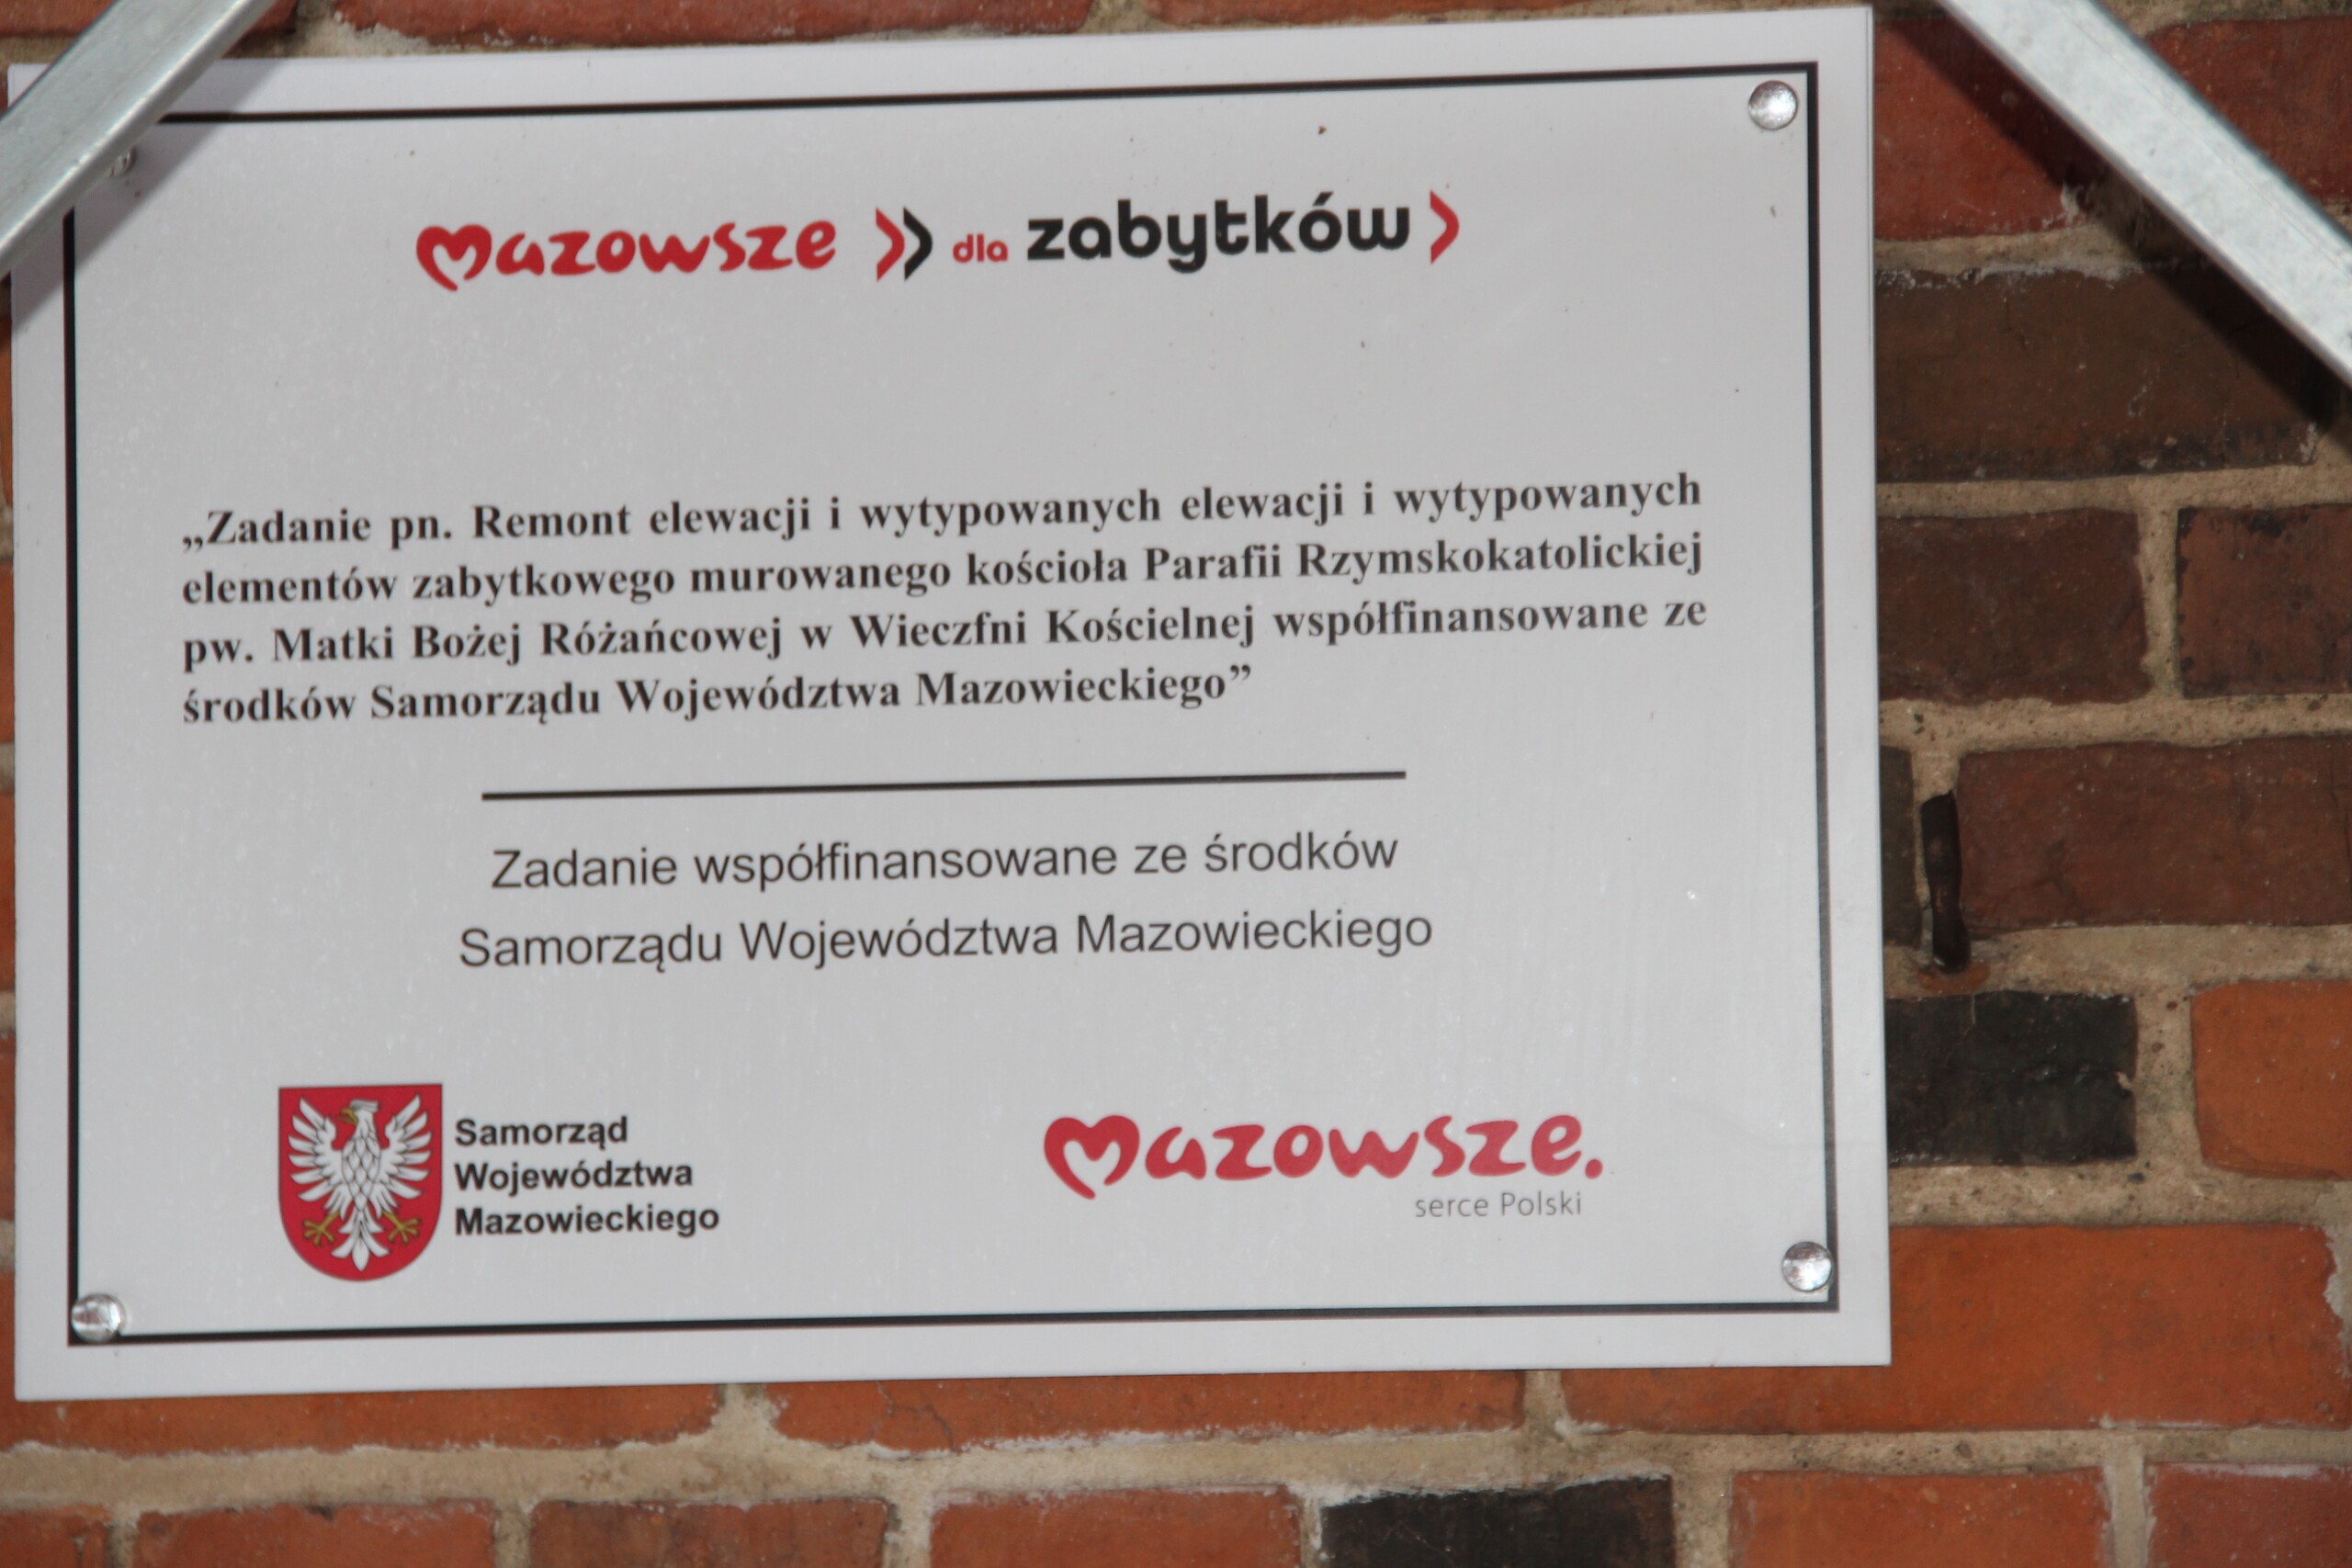 mazowsze dla zabytków
„Zadanie pn. Remont elewacji i wytypowanych elewacji i wytypowanych
elementów zabytkowego murowanego kościoła Parafii Rzymskokatolickiej
pw. Matki Bożej Różańcowej w Wieczfni Kościelnej współfinansowane ze
środków Samorządu Województwa Mazowieckiego”
Zadanie współfinansowane ze środków
Samorządu Województwa Mazowieckiego
Samorząd
Województwa
Mazowieckiego
mazowsze.
serce Polski